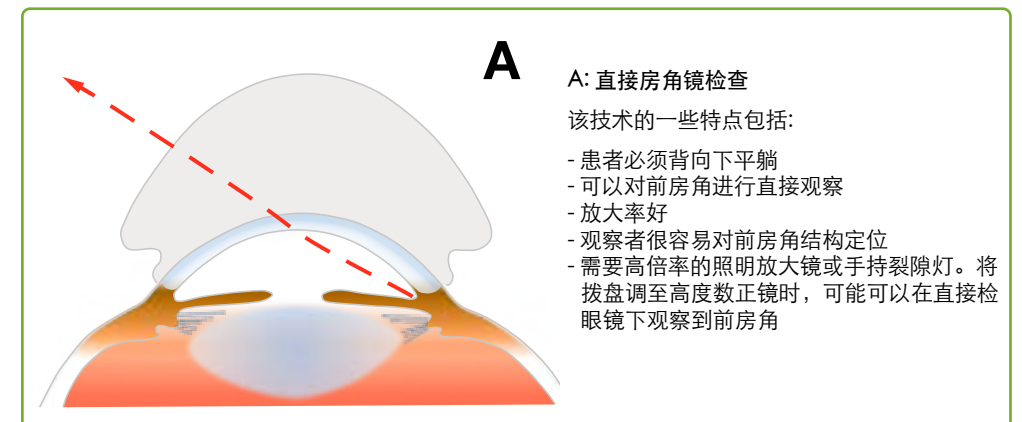 A
A: 直接房角镜检查
该技术的一些特点包括:
- 患者必须背向下平躺
- 可以对前房角进行直接观察
- 放大率好
- 观察者很容易对前房角结构定位
- 需要高倍率的照明放大镜或手持裂隙灯。将
拨盘调至高度数正镜时，可能可以在直接检
眼镜下观察到前房角